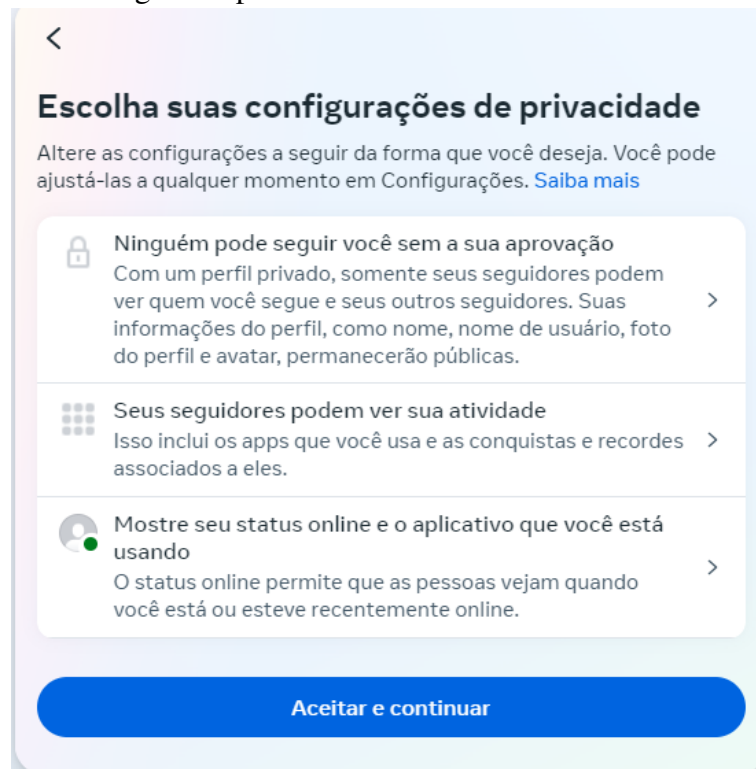 Escolha suas configurações de privacidade
Altere as configurações a seguir da forma que você deseja. Você pode
ajustá-las a qualquer momento em Configurações. Saiba mais
Ninguém pode seguir você sem a sua aprovação
Com um perfil privado, somente seus seguidores podem
ver quem você segue e seus outros seguidores. Suas
informações do perfil, como nome, nome de usuário, foto
do perfil e avatar, permanecerão públicas.
Seus seguidores podem ver sua atividade
Isso inclui os apps que você usa e as conquistas e recordes
associados a eles.
Mostre seu status online e o aplicativo que você está
usando
O status online permite que as pessoas vejam quando
você está ou esteve recentemente online.
Aceitar e continuar